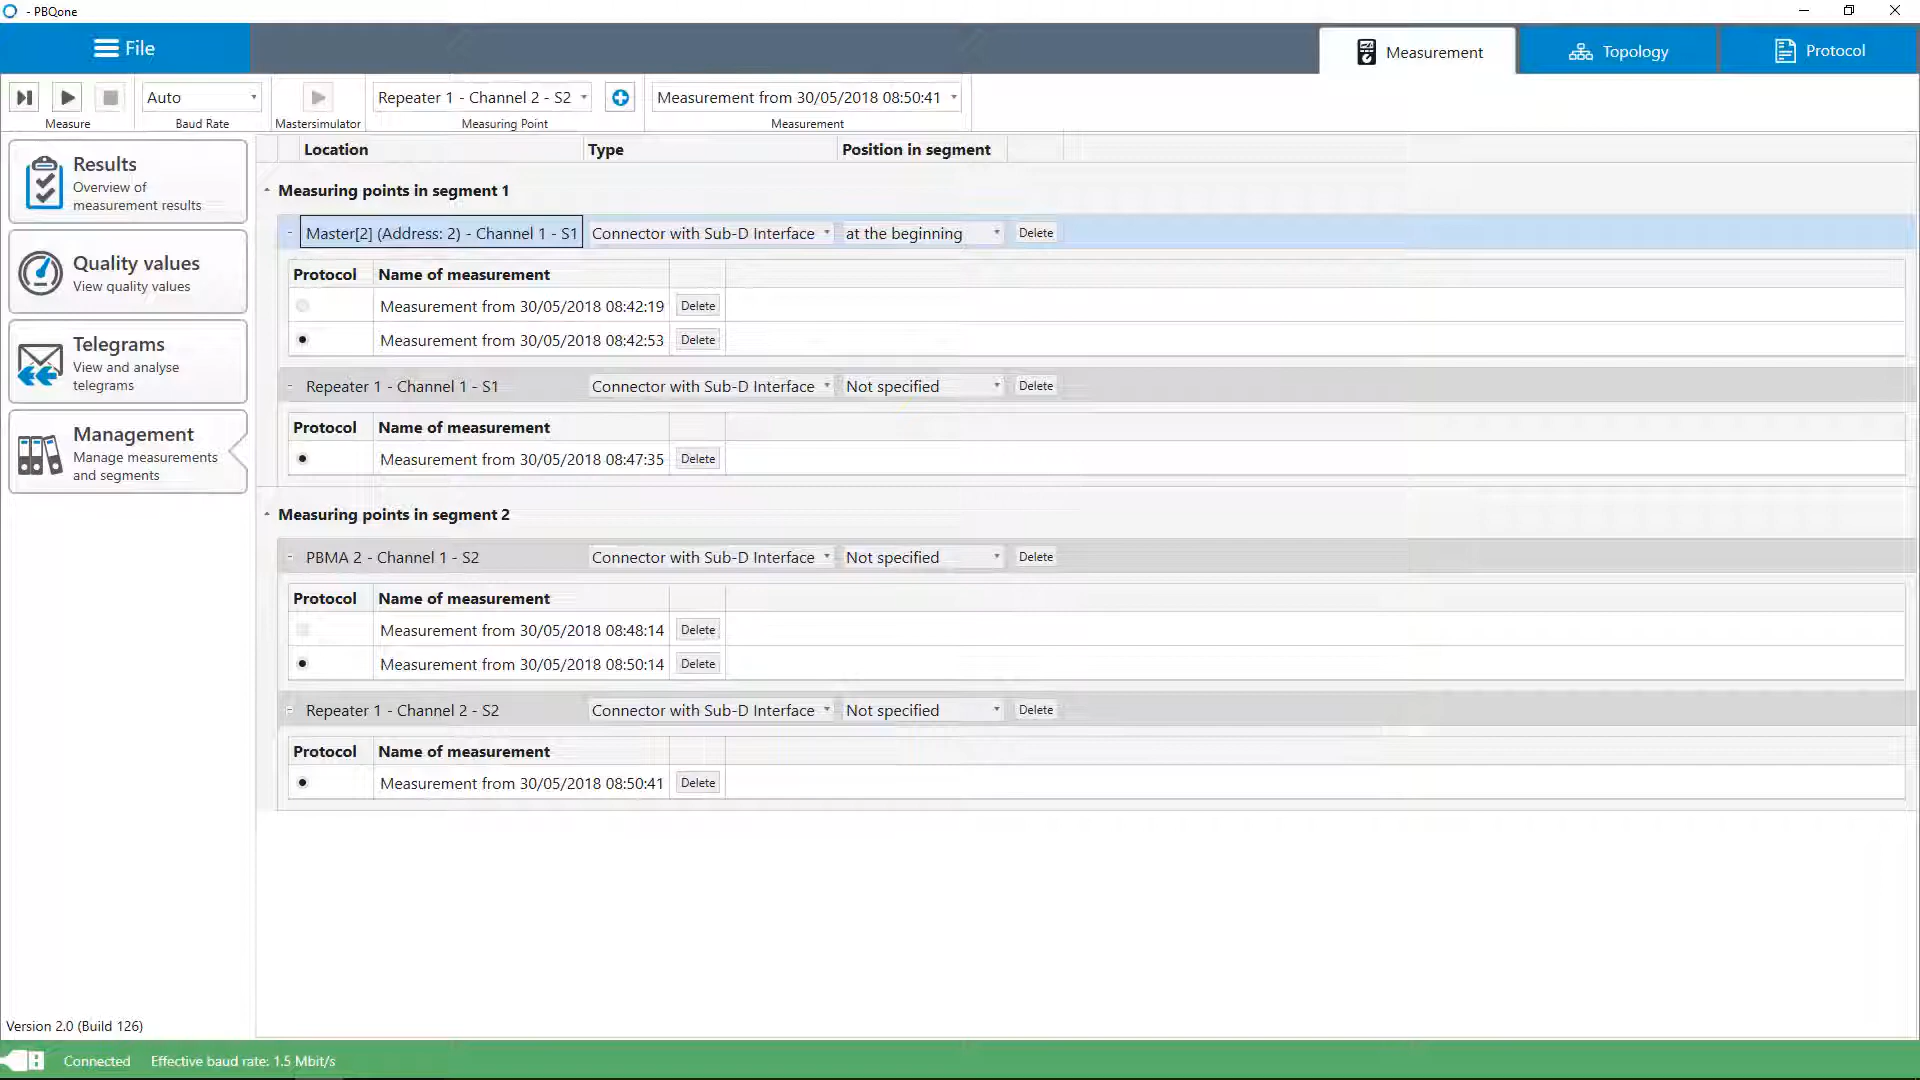 - PBQone
File
Measurement
Topology
Protocol
Auto
Repeater 1 - Channel 2 - S2
Measurement from 30/05/2018 08:50:41
Measure
Baud Rate
Mastersimulator
Measuring Point
Measurement
Results
Overview of
measurement results
Quality values
View quality values
Telegrams
View and analyse
telegrams
Management
Manage measurements
and segments
Location Type Position in segment
Measuring points in segment 1
Master[2] (Address: 2) - Channel 1 - S1 Connector with Sub-D Interface at the beginning Delete
Protocol Name of measurement
Measurement from 30/05/2018 08:42:19 Delete
Measurement from 30/05/2018 08:42:53 Delete
Repeater 1 - Channel 1 - S1 Connector with Sub-D Interface Not specified Delete
Protocol Name of measurement
Measurement from 30/05/2018 08:47:35 Delete
Measuring points in segment 2
PBMA 2 - Channel 1 - S2 Connector with Sub-D Interface Not specified Delete
Protocol Name of measurement
Measurement from 30/05/2018 08:48:14 Delete
Measurement from 30/05/2018 08:50:14 Delete
Repeater 1 - Channel 2 - S2 Connector with Sub-D Interface Not specified Delete
Protocol Name of measurement
Measurement from 30/05/2018 08:50:41 Delete
Version 2.0 (Build 126)
Connected Effective baud rate: 1.5 Mbit/s